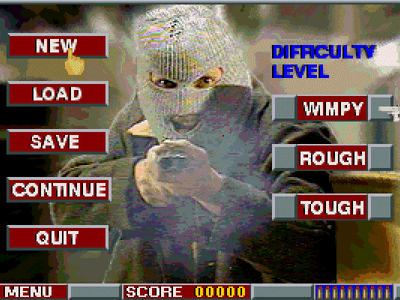 NEW
LOAD
SAVE
CONTINUE
QUIT
DIFFICULTY
LEVEL
WIMPY
ROUGH
TOUGH
MENU
SCORE 00000